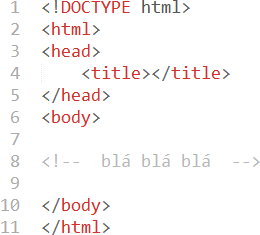 1 <!DOCTYPE html>
2 <html>
3 <head>
4     <title></title>
5 </head>
6 <body>
7
8 <!--  blá blá blá  -->
9
10 </body>
11 </html>